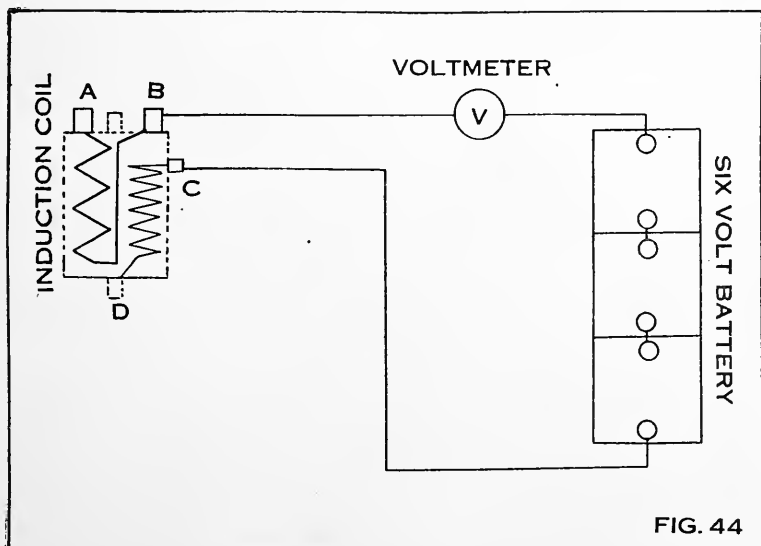 VOLTMETER
INDUCTION COIL
A
B
V
C
D
SIX VOLT BATTERY
FIG. 44